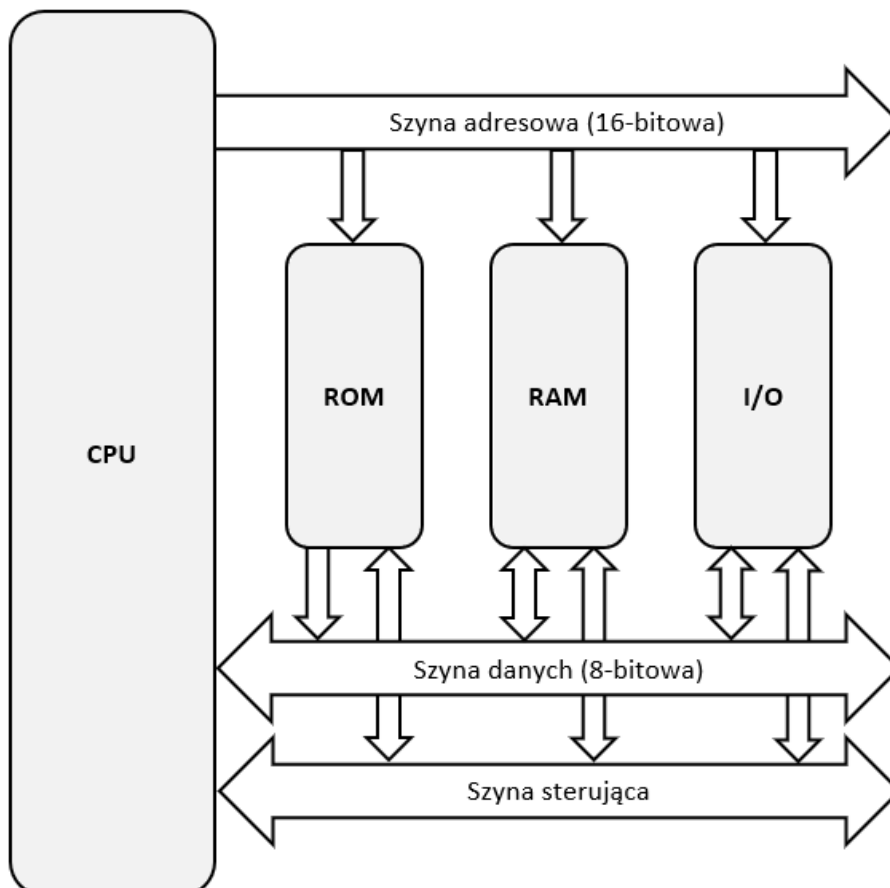 Szyna adresowa (16-bitowa)
ROM
RAM
I/O
CPU
Szyna danych (8-bitowa)
Szyna sterująca